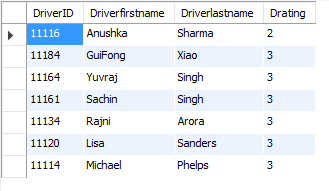 DriverID Driverfirstname Driverlastname Drating
11116 Anushka Sharma 2
11184 GuiFong Xiao 3
11164 Yuvraj Singh 3
11161 Sachin Singh 3
11134 Rajni Arora 3
11120 Lisa Sanders 3
11114 Michael Phelps 3